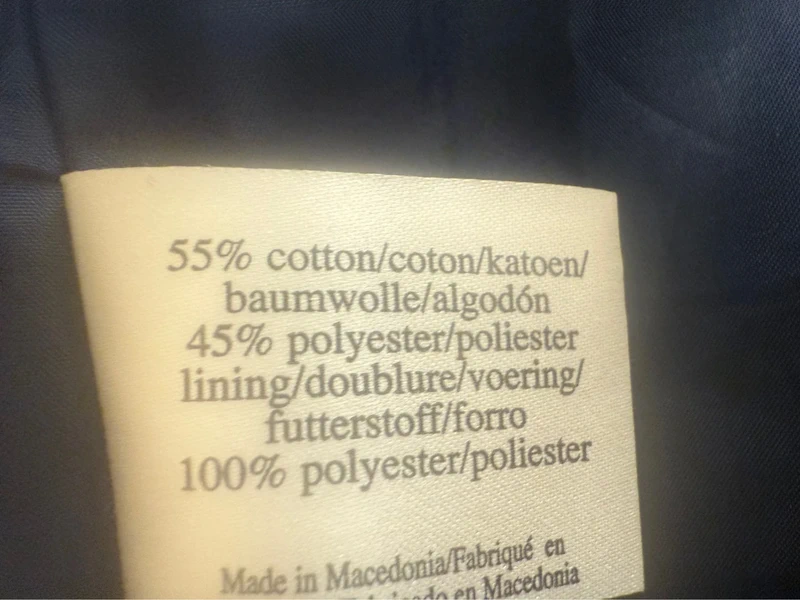 55% cotton/coton/katoen/
baumwolle/algodón
45% polyester/poliester
lining/doublure/voering/
futterstoff/forro
100% polyester/poliester
Made in Macedonia/Fabriqué en
en Macedonia